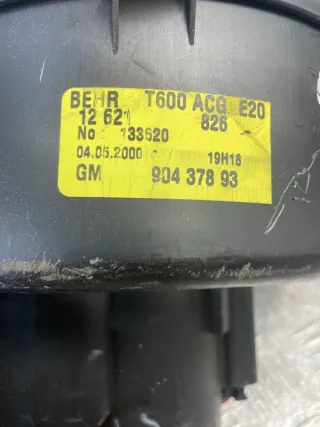 BEHR T600 ACG E20
12 621 826
No : 133620
04.05.2000 19H18
GM 904 378 93